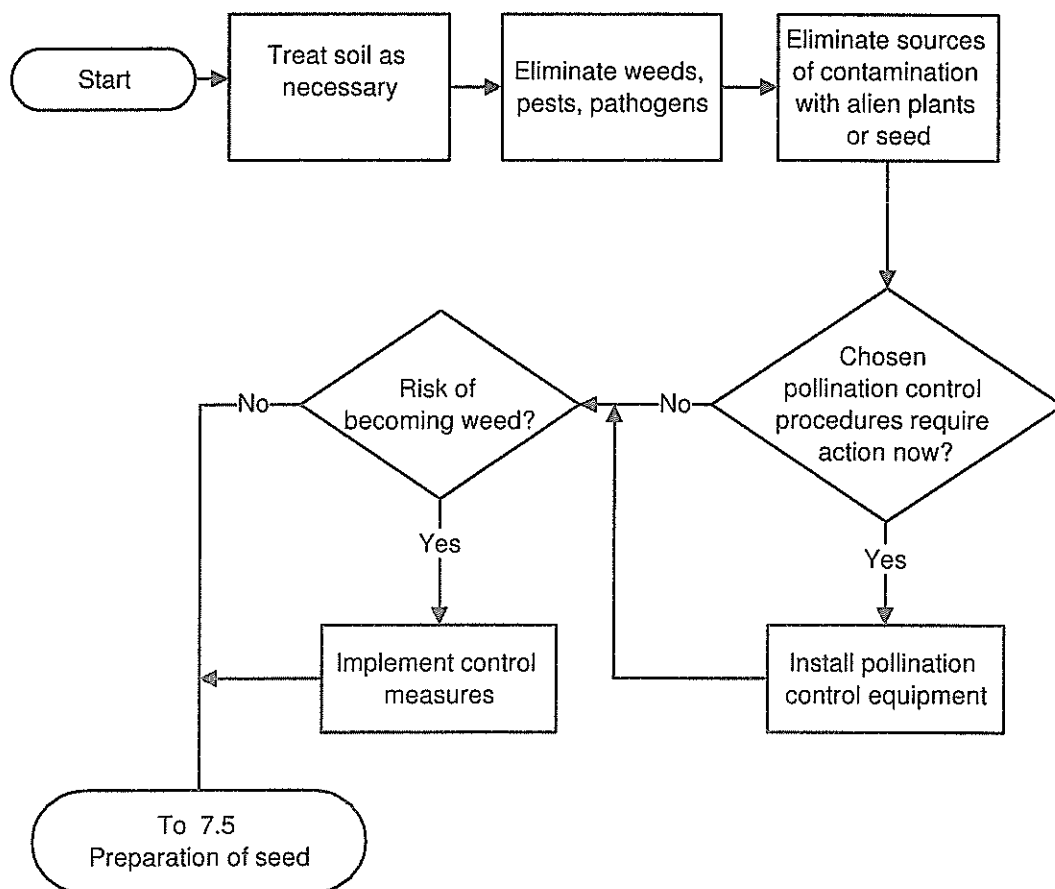 Start
Treat soil as
necessary
Eliminate weeds,
pests, pathogens
Eliminate sources
of contamination
with alien plants
or seed
Chosen
pollination control
procedures require
action now?
No
Yes
Install pollination
control equipment
Risk of
becoming weed?
No
Yes
Implement control
measures
To 7.5
Preparation of seed